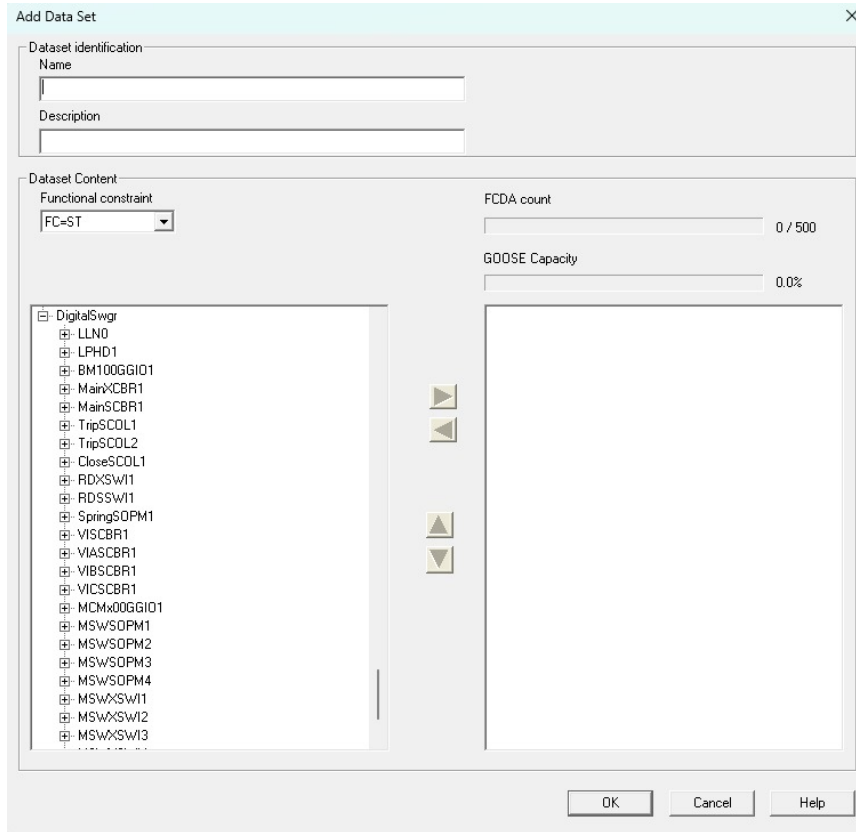 Add Data Set
Dataset identification
Name
Description
Dataset Content
Functional constraint
FC=ST
FCDA count
0 / 500
GOOSE Capacity
0.0%
DigitalSwgr
LLN0
LPHD1
BM100GGIO1
MainXCBR1
MainSCBR1
TripSCOL1
TripSCOL2
CloseSCOL1
RDXSWI1
RDSSWI1
SpringSOPM1
VISCBR1
VIASCBR1
VIBSCBR1
VICSCBR1
MCMx00GGIO1
MSWSOPM1
MSWSOPM2
MSWSOPM3
MSWSOPM4
MSWXSWI1
MSWXSWI2
MSWXSWI3
OK
Cancel
Help